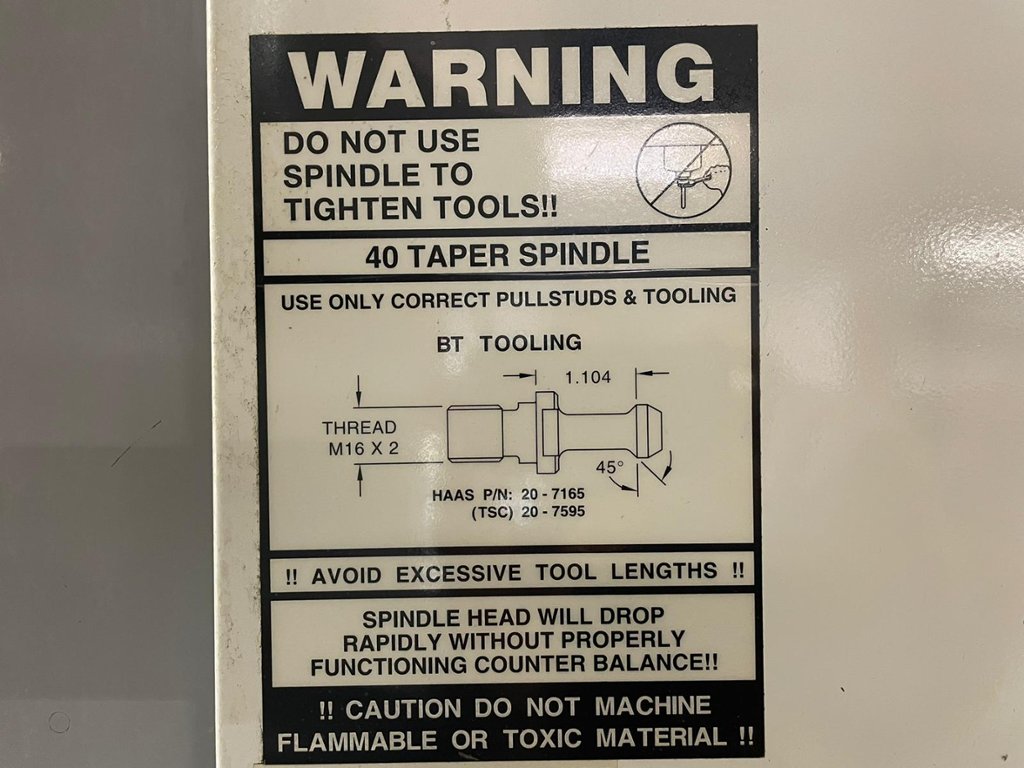 WARNING
DO NOT USE
SPINDLE TO
TIGHTEN TOOLS!!
40 TAPER SPINDLE
USE ONLY CORRECT PULLSTUDS & TOOLING
BT TOOLING
1.104
THREAD
M16 X 2
45°
HAAS P/N: 20 - 7165
(TSC) 20 - 7595
!! AVOID EXCESSIVE TOOL LENGTHS !!
SPINDLE HEAD WILL DROP
RAPIDLY WITHOUT PROPERLY
FUNCTIONING COUNTER BALANCE!!
!! CAUTION DO NOT MACHINE
FLAMMABLE OR TOXIC MATERIAL !!